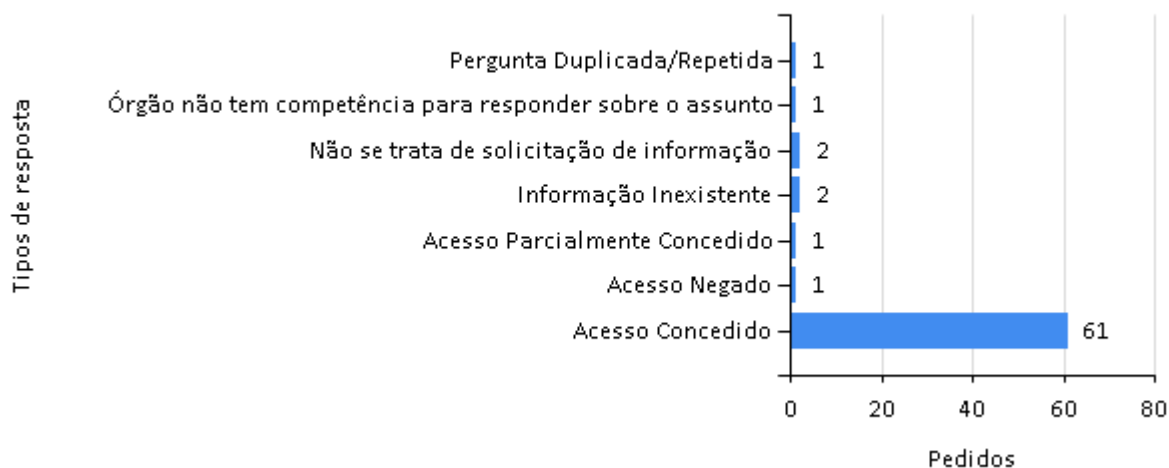 Tipos de resposta
Pergunta Duplicada/Repetida 1
Órgão não tem competência para responder sobre o assunto 1
Não se trata de solicitação de informação 2
Informação Inexistente 2
Acesso Parcialmente Concedido 1
Acesso Negado 1
Acesso Concedido 61
0 20 40 60 80
Pedidos